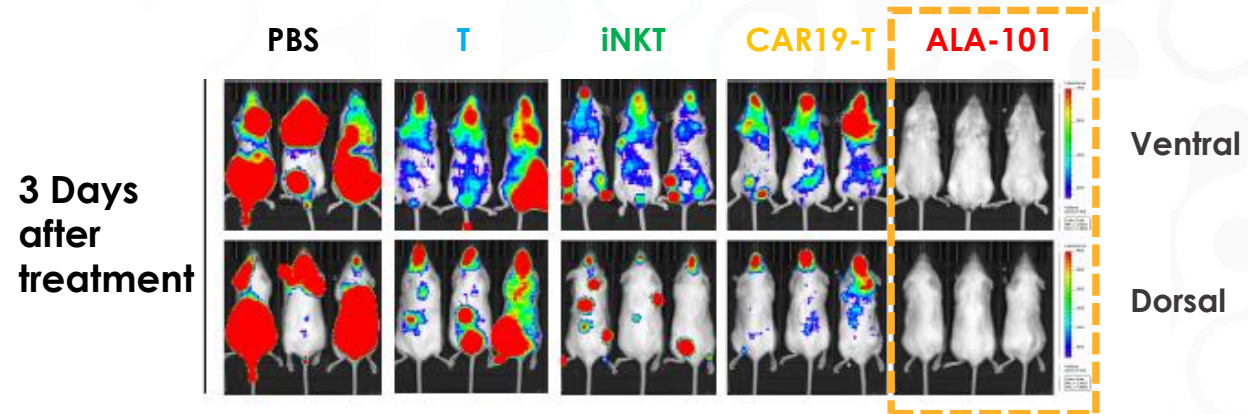 PBS
T
iNKT
CAR19-T
ALA-101
Ventral
3 Days
after
treatment
Dorsal